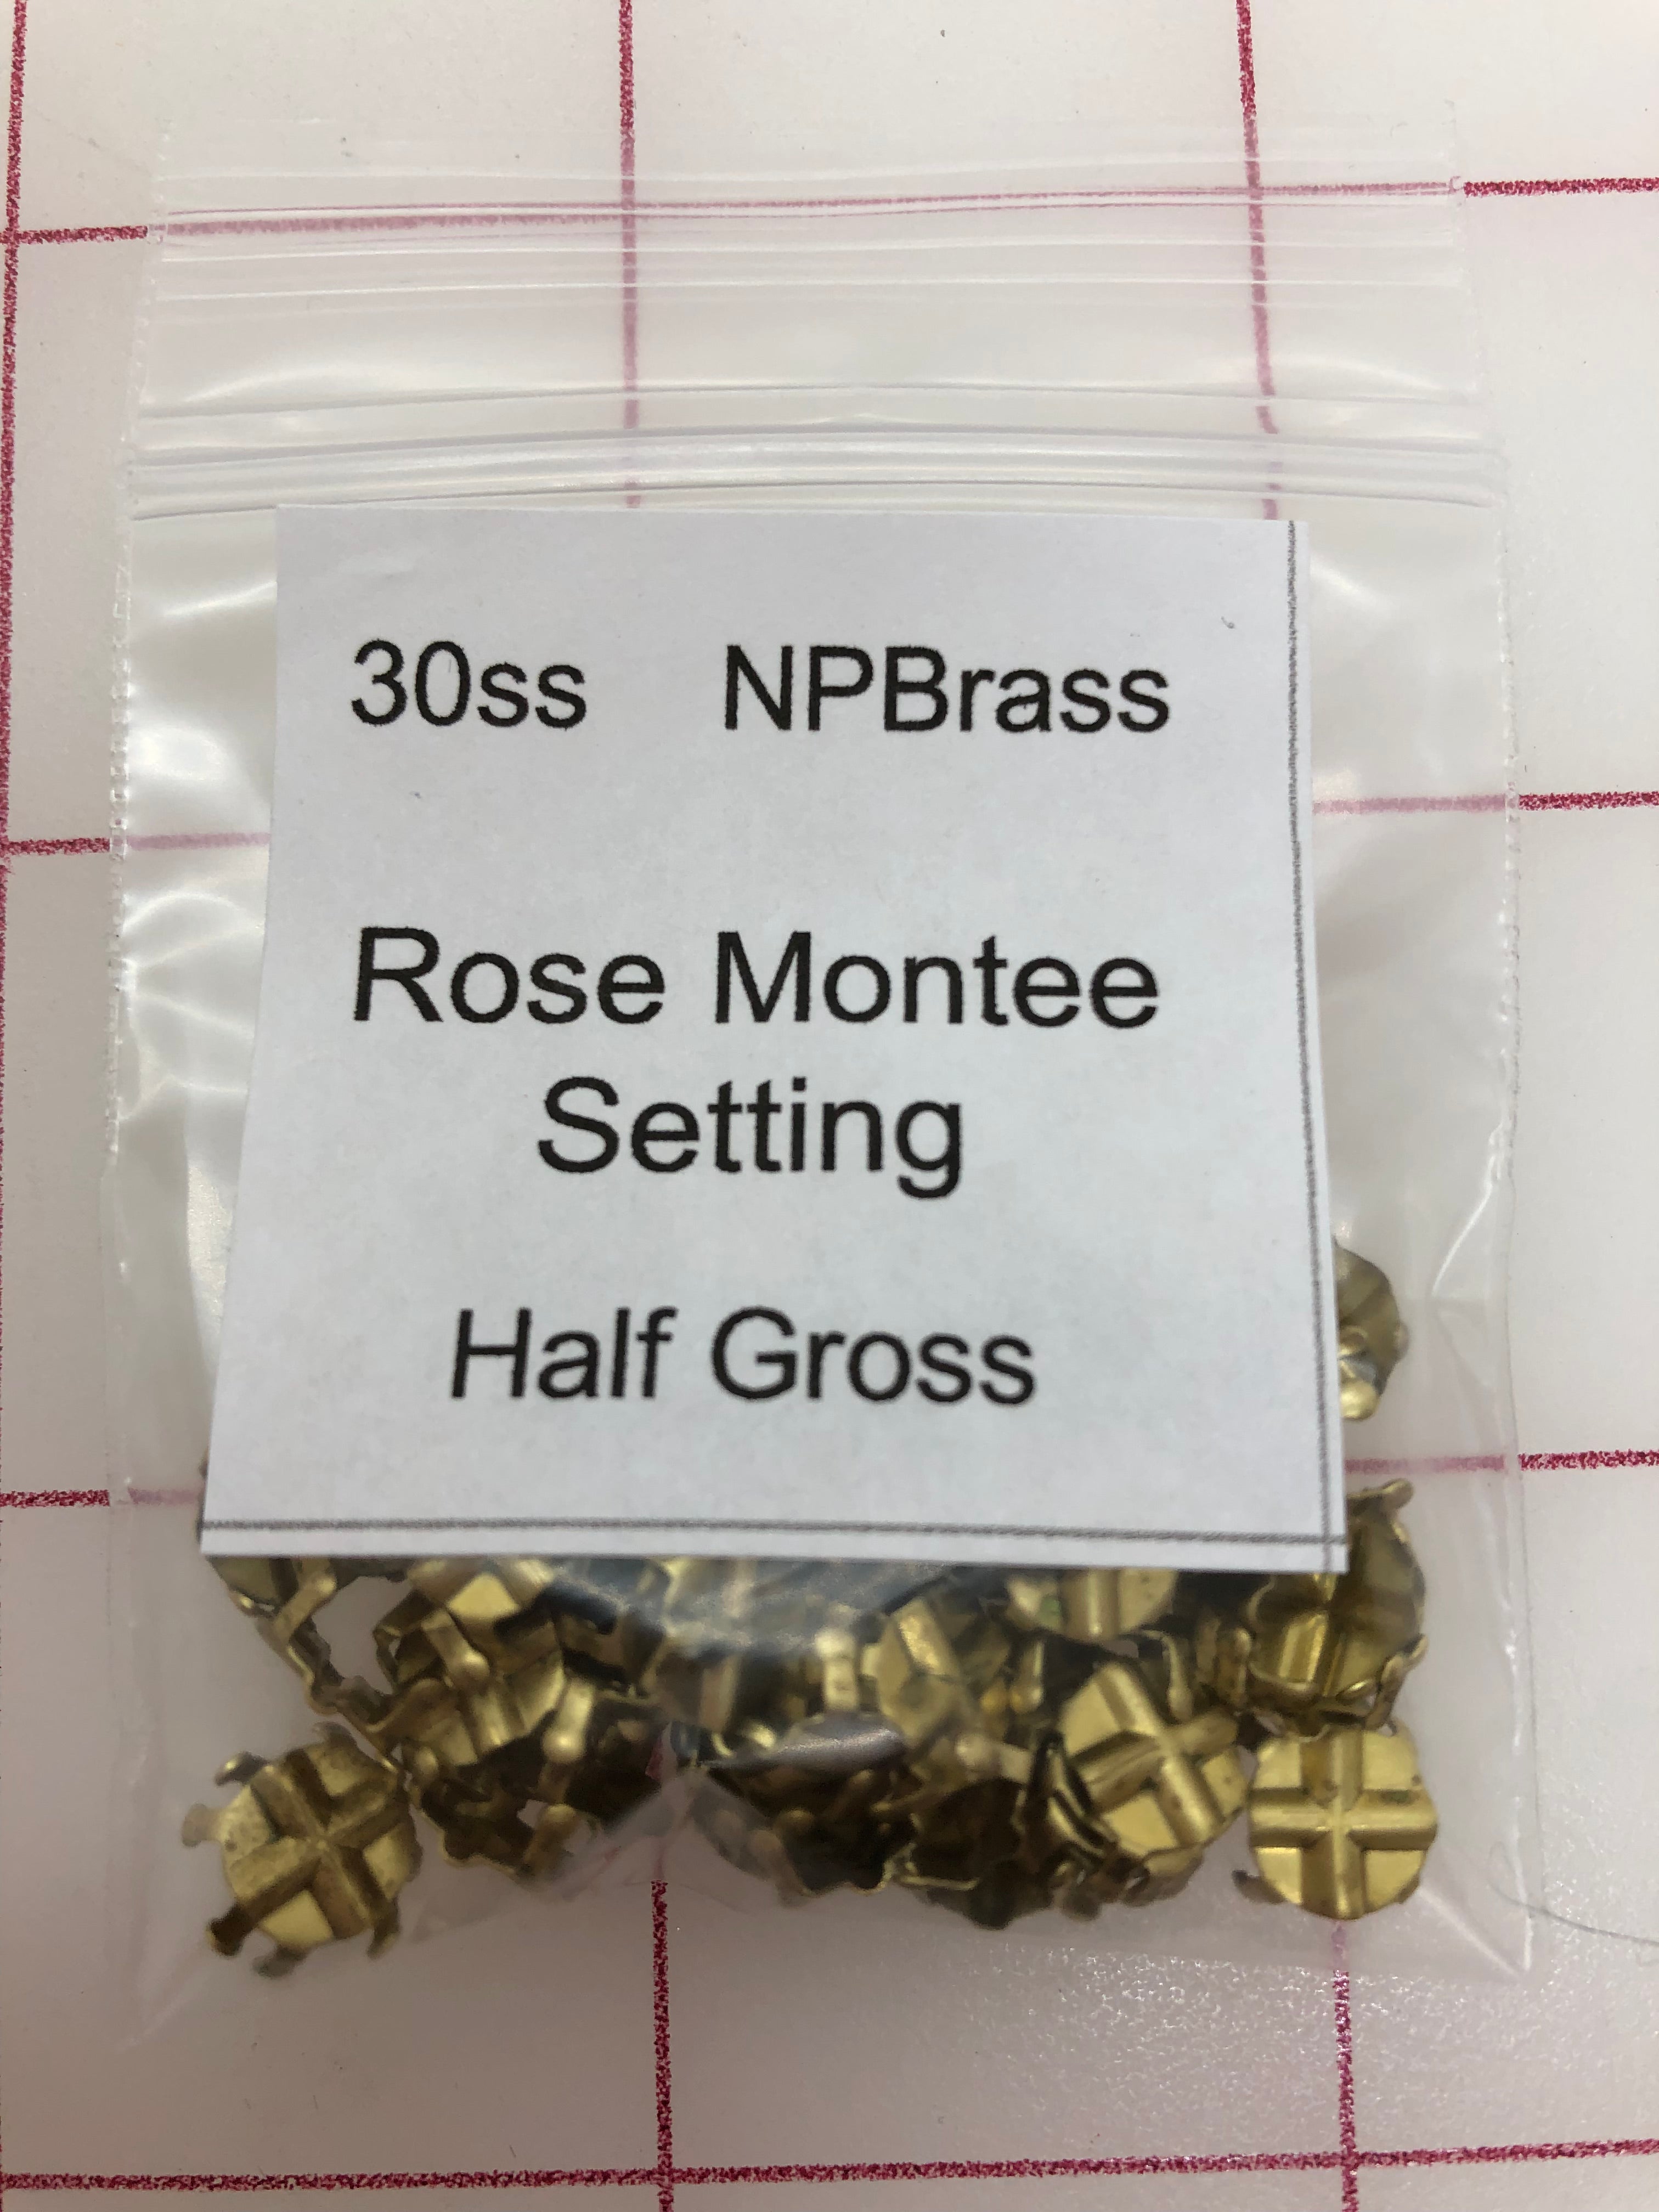 30ss NPBrass
Rose Montee
Setting
Half Gross